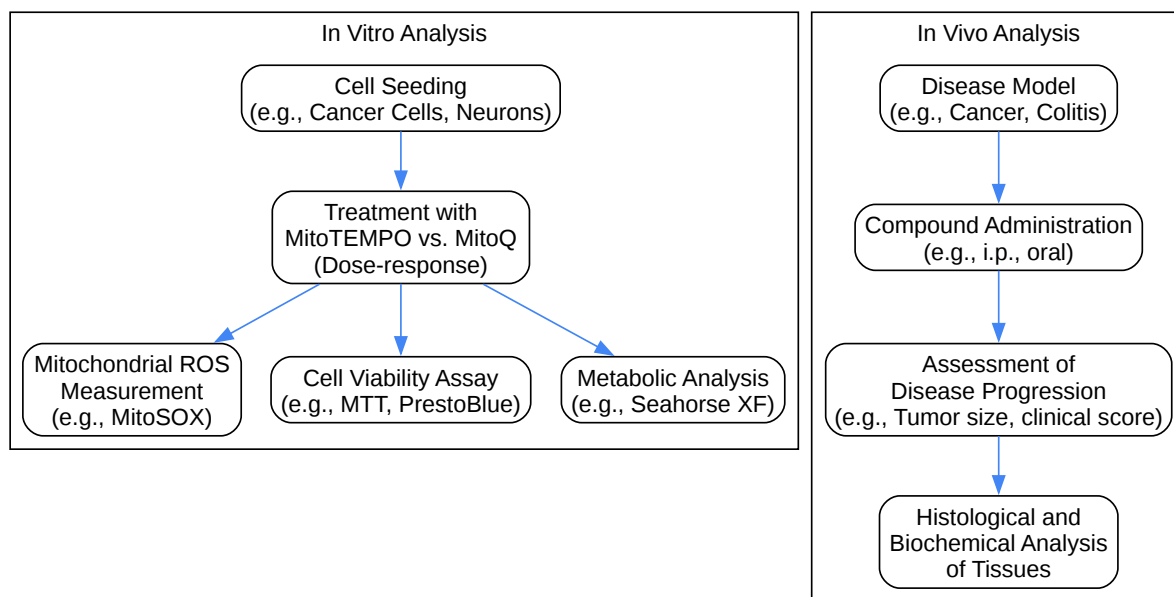 In Vitro Analysis
Cell Seeding
(e.g., Cancer Cells, Neurons)
Treatment with
MitoTEMPO vs. MitoQ
(Dose-response)
Mitochondrial ROS
Measurement
(e.g., MitoSOX)
Cell Viability Assay
(e.g., MTT, PrestoBlue)
Metabolic Analysis
(e.g., Seahorse XF)
In Vivo Analysis
Disease Model
(e.g., Cancer, Colitis)
Compound Administration
(e.g., i.p., oral)
Assessment of
Disease Progression
(e.g., Tumor size, clinical score)
Histological and
Biochemical Analysis
of Tissues